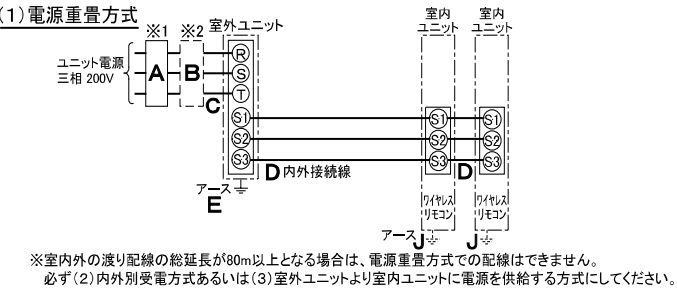 (1)電源重畳方式
※1 ※2 室外ユニット
室内
ユニット
室内
ユニット
ユニット電源
三相 200V
A
B
C
R
S
T
S1
S2
S3
S1
S2
S3
S1
S2
S3
D 内外接続線
D
アース
E
ワイヤレス
リモコン
ワイヤレス
リモコン
アース J
J
※室内外の渡り配線の総延長が80m以上となる場合は、電源重畳方式での配線はできません。
必ず(2)内外別受電方式あるいは(3)室外ユニットより室内ユニットに電源を供給する方式にしてください。